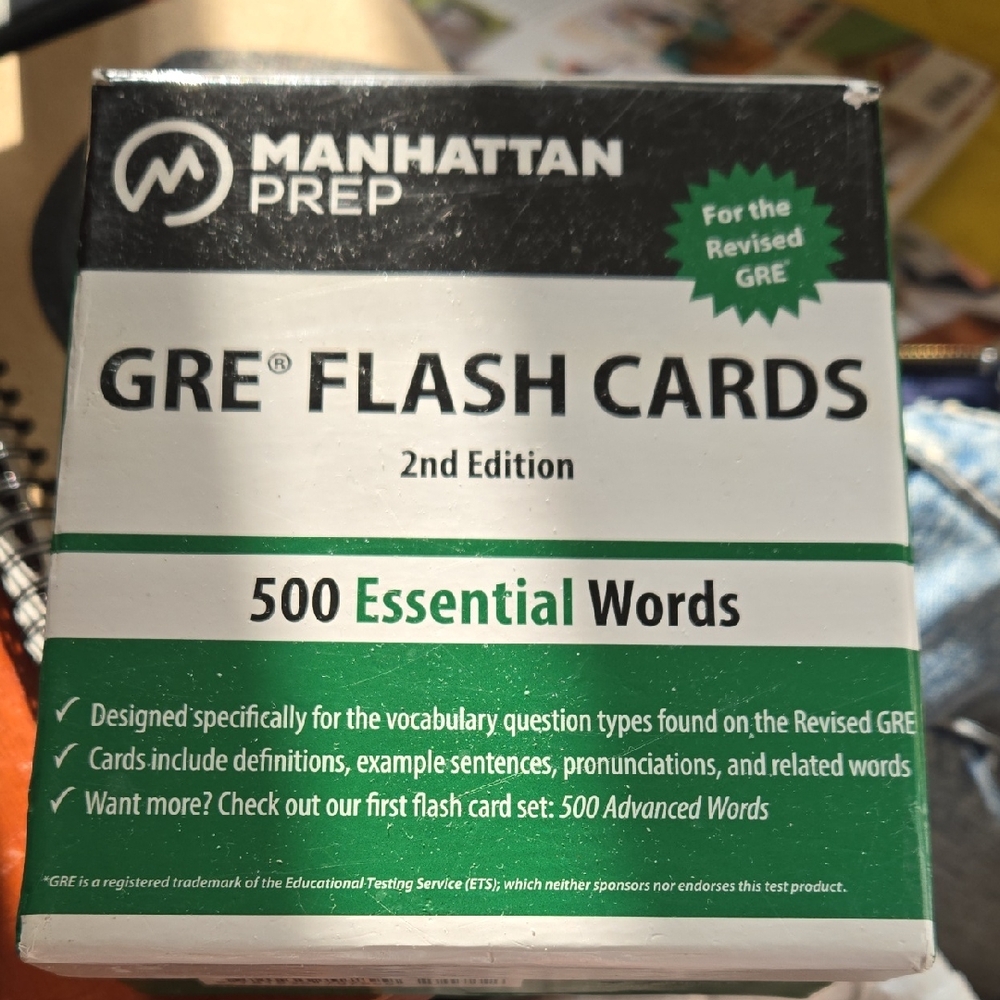 MANHATTAN
PREP
For the
Revised
GRE*
GRE® FLASH CARDS
2nd Edition
500 Essential Words
✓ Designed specifically for the vocabulary question types found on the Revised GRE
✓ Cards include definitions, example sentences, pronunciations, and related words
✓ Want more? Check out our first flash card set: 500 Advanced Words
*GRE is a registered trademark of the Educational Testing Service (ETS), which neither sponsors nor endorses this test product.